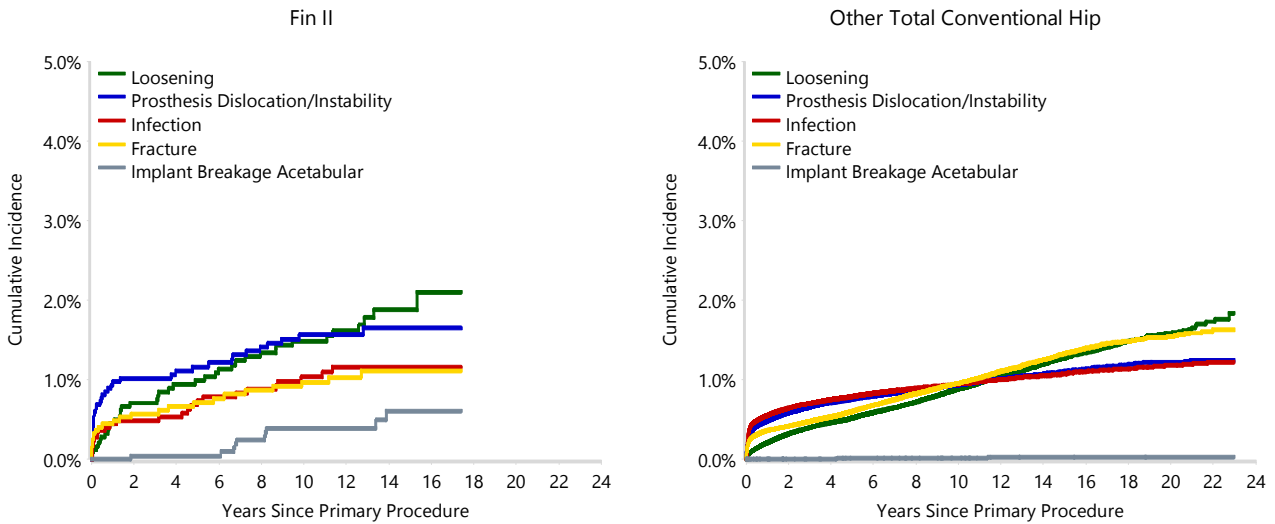 Fin II
Cumulative Incidence
5.0%
4.0%
3.0%
2.0%
1.0%
0.0%
Loosening
Prosthesis Dislocation/Instability
Infection
Fracture
Implant Breakage Acetabular
0 2 4 6 8 10 12 14 16 18 20 22 24
Years Since Primary Procedure
Other Total Conventional Hip
Cumulative Incidence
5.0%
4.0%
3.0%
2.0%
1.0%
0.0%
Loosening
Prosthesis Dislocation/Instability
Infection
Fracture
Implant Breakage Acetabular
0 2 4 6 8 10 12 14 16 18 20 22 24
Years Since Primary Procedure